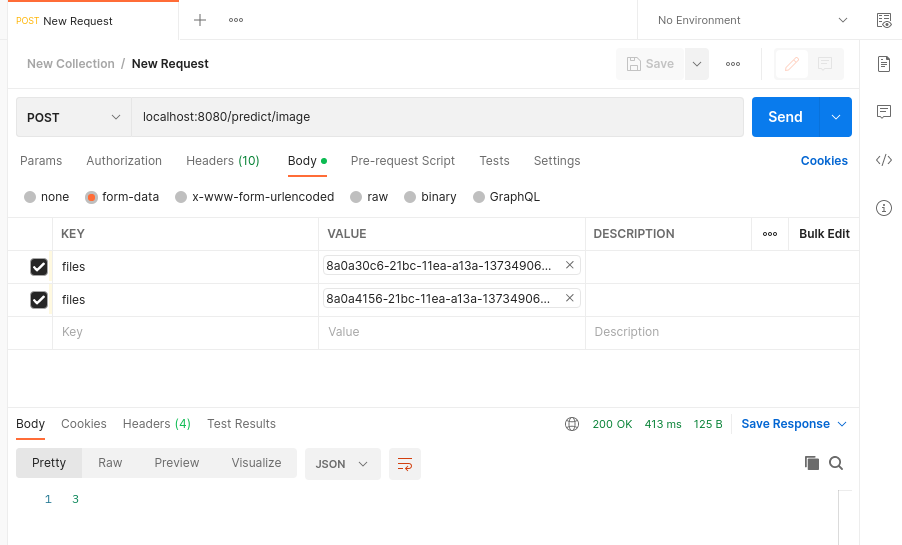 POST New Request
No Environment
New Collection / New Request
Save
POST localhost:8080/predict/image Send
Params Authorization Headers (10) Body Pre-request Script Tests Settings Cookies
none form-data x-www-form-urlencoded raw binary GraphQL
KEY VALUE DESCRIPTION Bulk Edit
files 8a0a30c6-21bc-11ea-a13a-13734906...
files 8a0a4156-21bc-11ea-a13a-13734906...
Key Value Description
Body Cookies Headers (4) Test Results 200 OK 413 ms 125 B Save Response
Pretty Raw Preview Visualize JSON
1 3